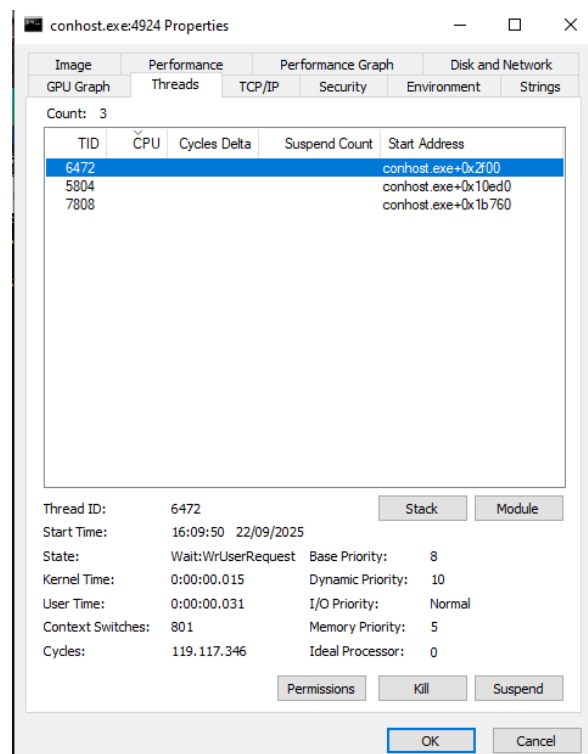 conhost.exe:4924 Properties
Image Performance Performance Graph Disk and Network
GPU Graph Threads TCP/IP Security Environment Strings
Count: 3
TID CPU Cycles Delta Suspend Count Start Address
6472 conhost.exe+0x2f00
5804 conhost.exe+0x10ed0
7808 conhost.exe+0x1b760
Thread ID: 6472 Stack Module
Start Time: 16:09:50 22/09/2025
State: Wait:WrUserRequest Base Priority: 8
Kernel Time: 0:00:00.015 Dynamic Priority: 10
User Time: 0:00:00.031 I/O Priority: Normal
Context Switches: 801 Memory Priority: 5
Cycles: 119.117.346 Ideal Processor: 0
Permissions Kill Suspend
OK Cancel